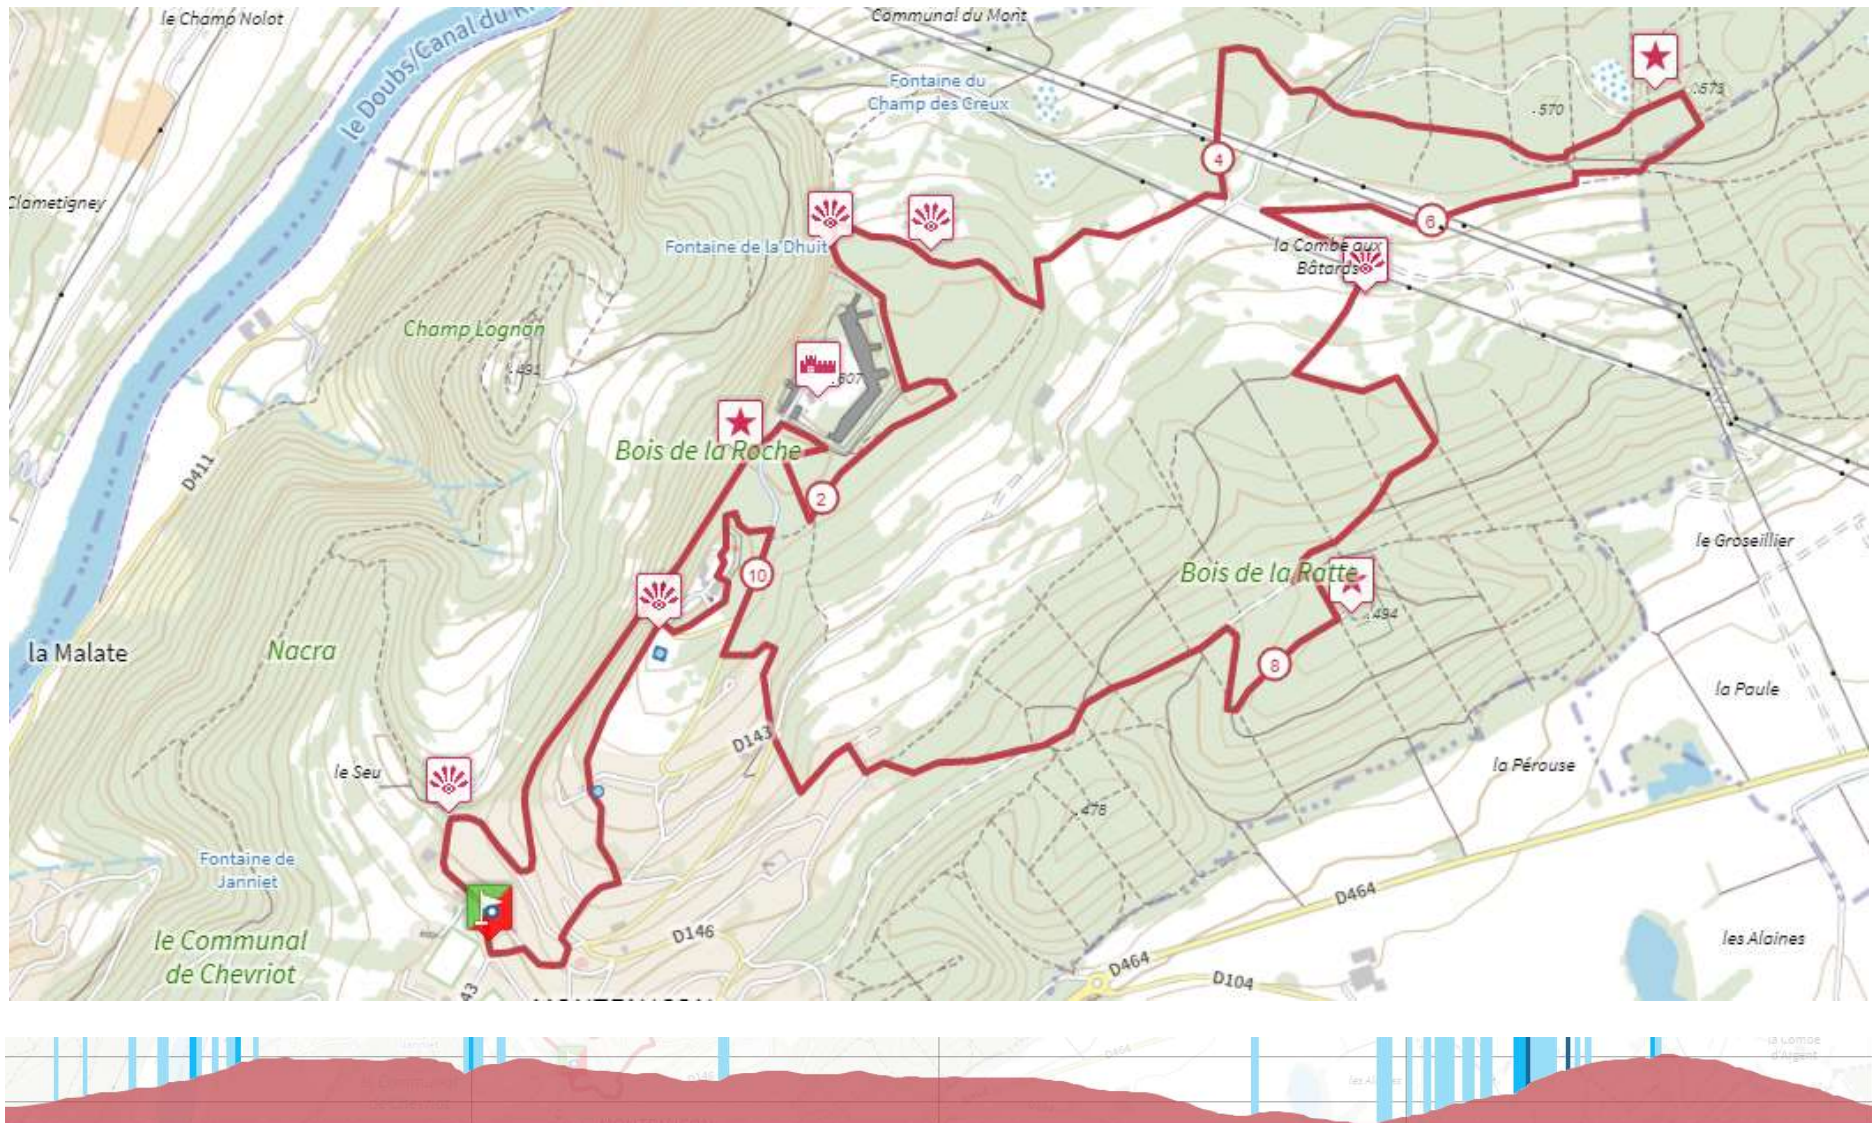 le Champ Nolot
Communal du Mont
le Doubs/Canal du R
Fontaine du
Champ des Creux
573
570
4
Clametigney
6
Fontaine de la Dhuit
la Combe aux
Bâtards
Champ Lognon
491
607
Bois de la Roche
D411
2
le Groseillier
10
Bois de la Ratte
494
la Malate
Nacra
8
la Paule
D143
le Seu
la Pérouse
478
Fontaine de
Janniet
D464
D146
le Communal
de Chevriot
les Alaines
D464
D104
43